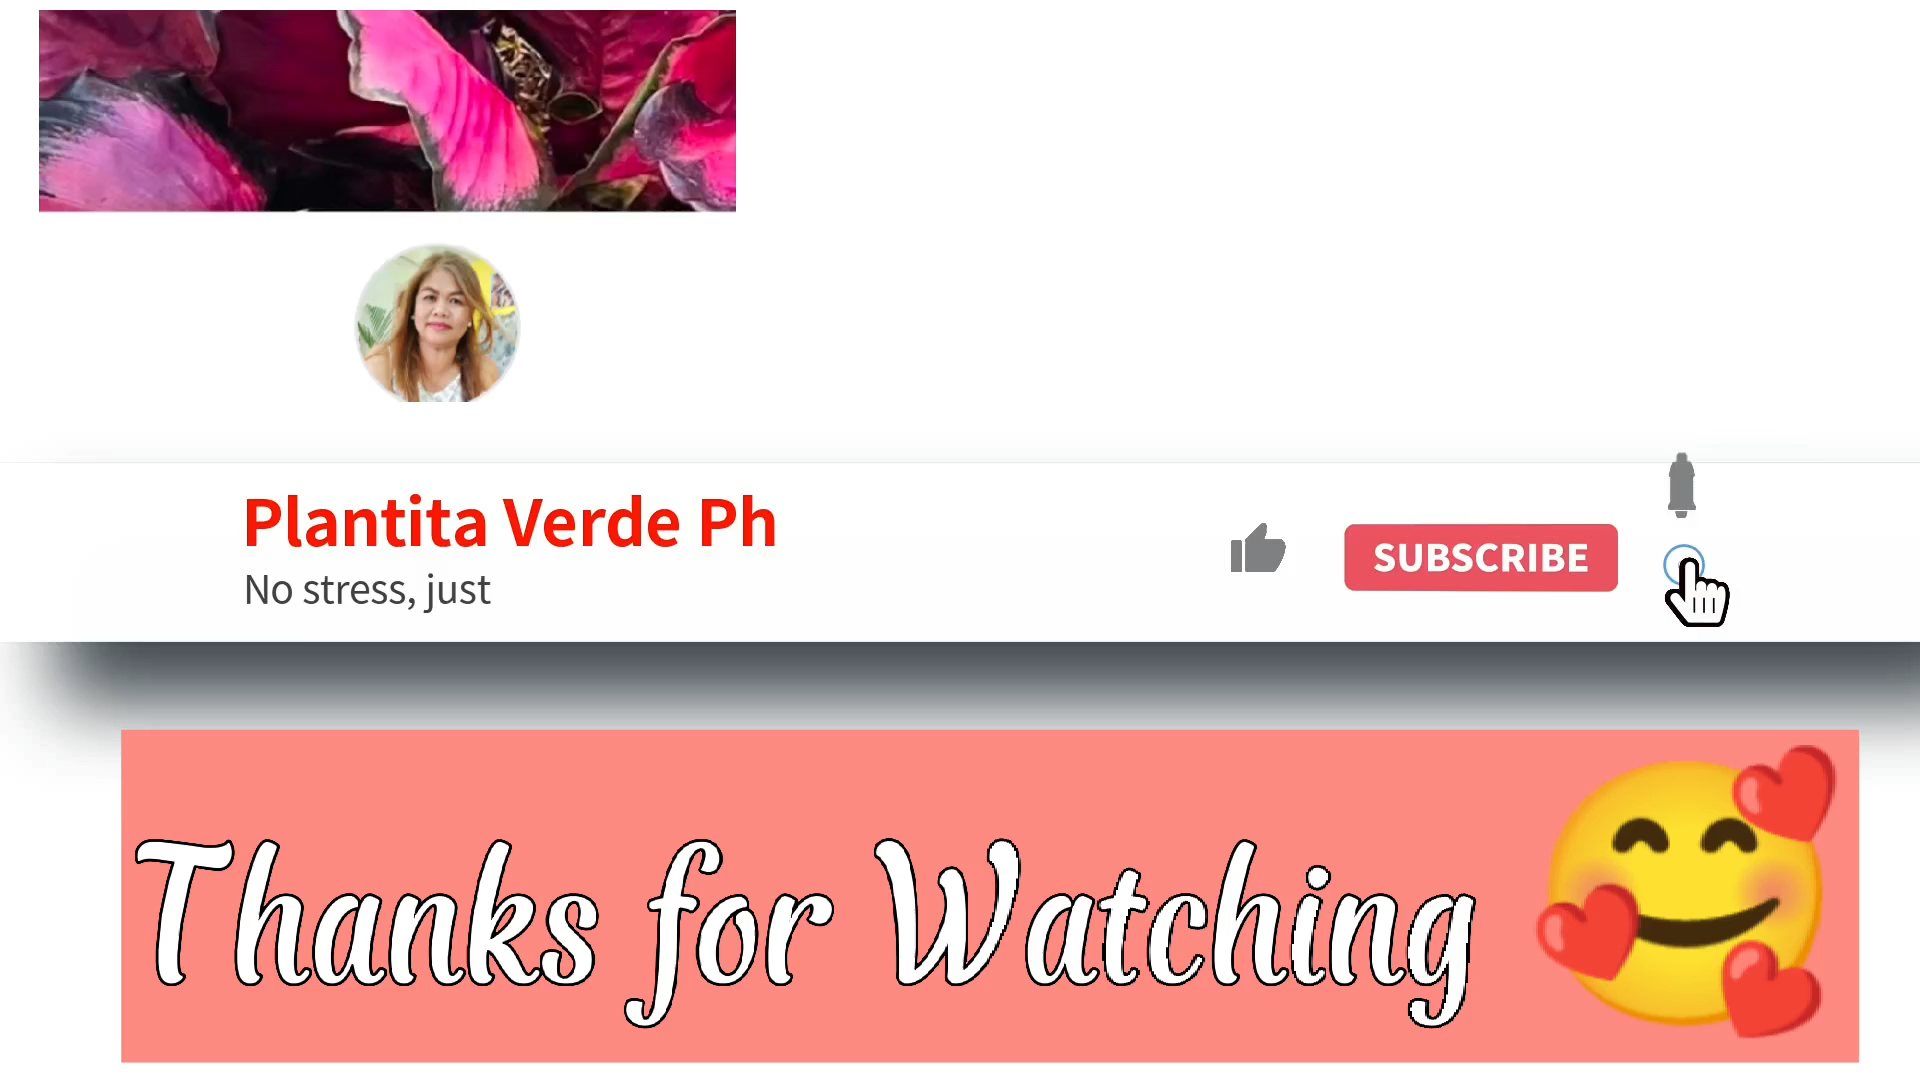 Plantita Verde Ph
No stress, just
SUBSCRIBE
Thanks for Watching